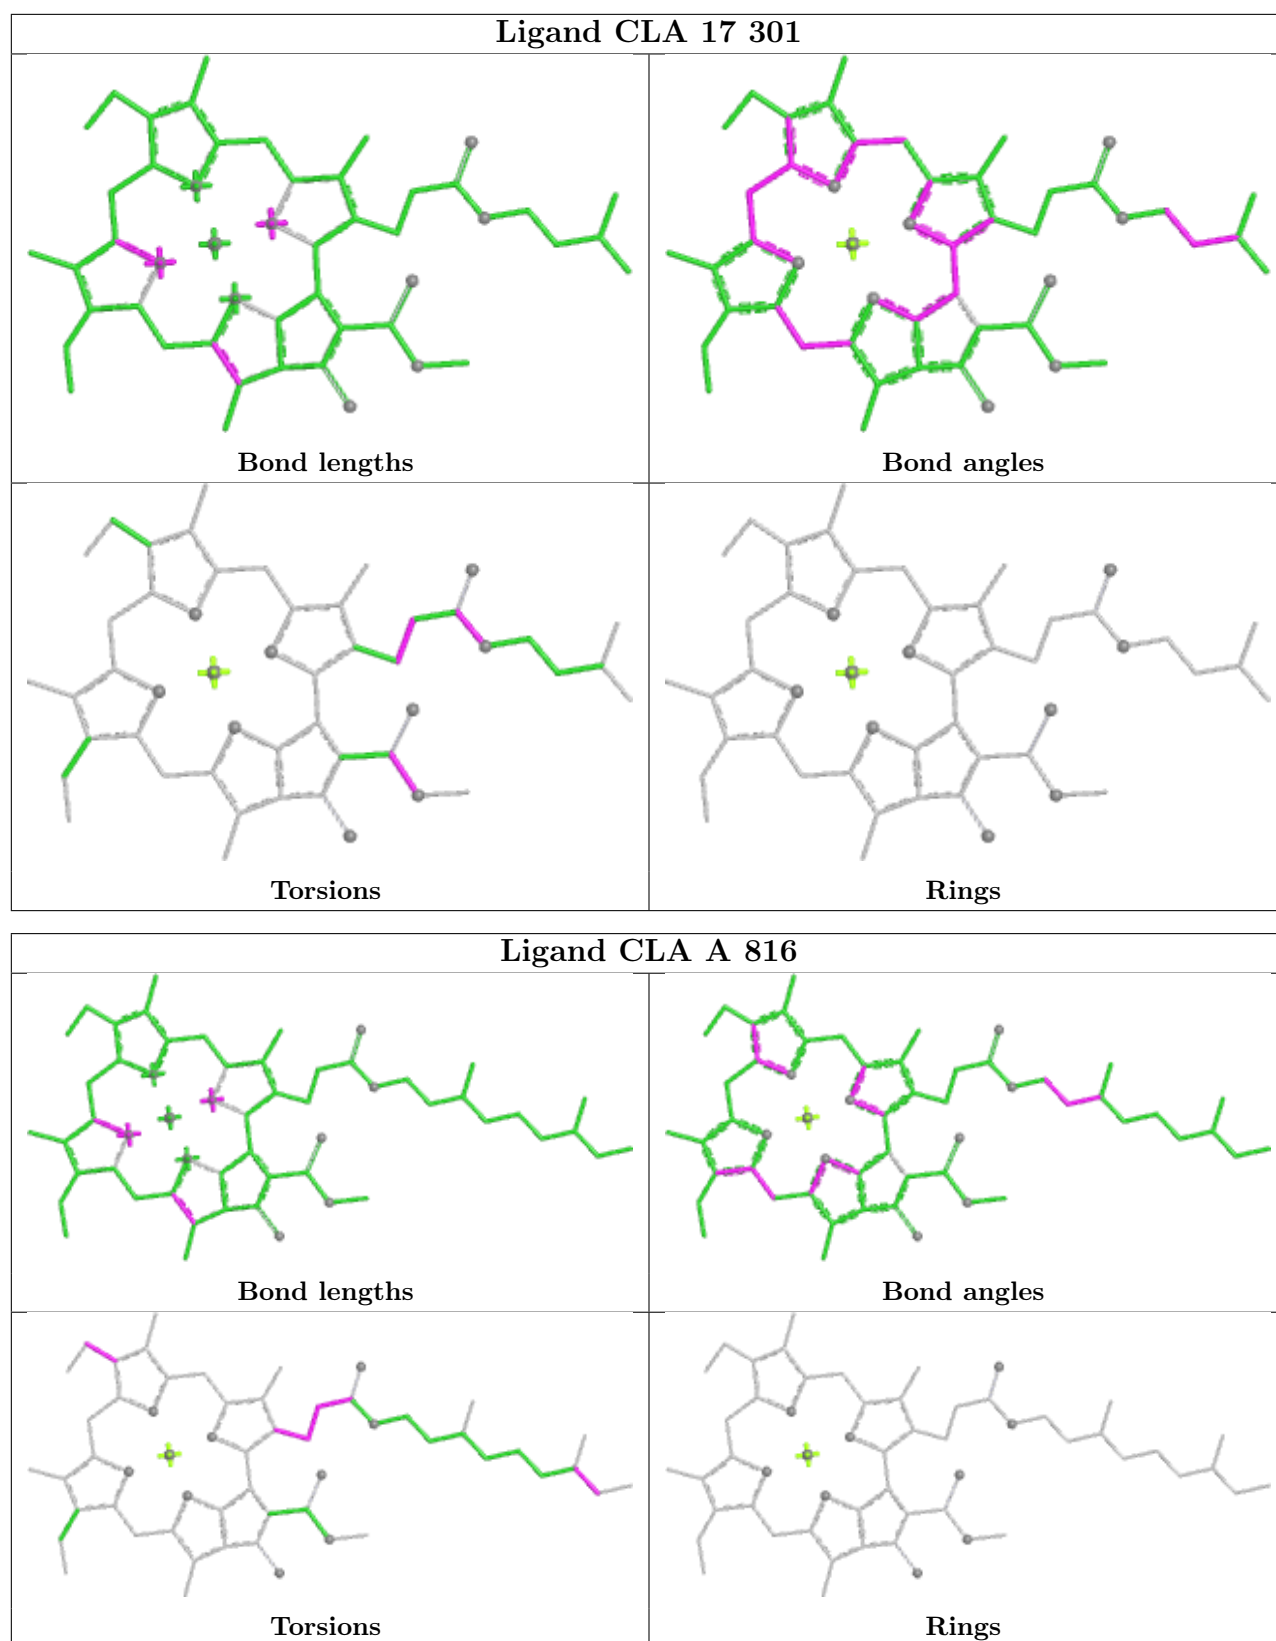 Ligand CLA 17 301
Bond lengths
Bond angles
Torsions
Rings
Ligand CLA A 816
Bond lengths
Bond angles
Torsions
Rings